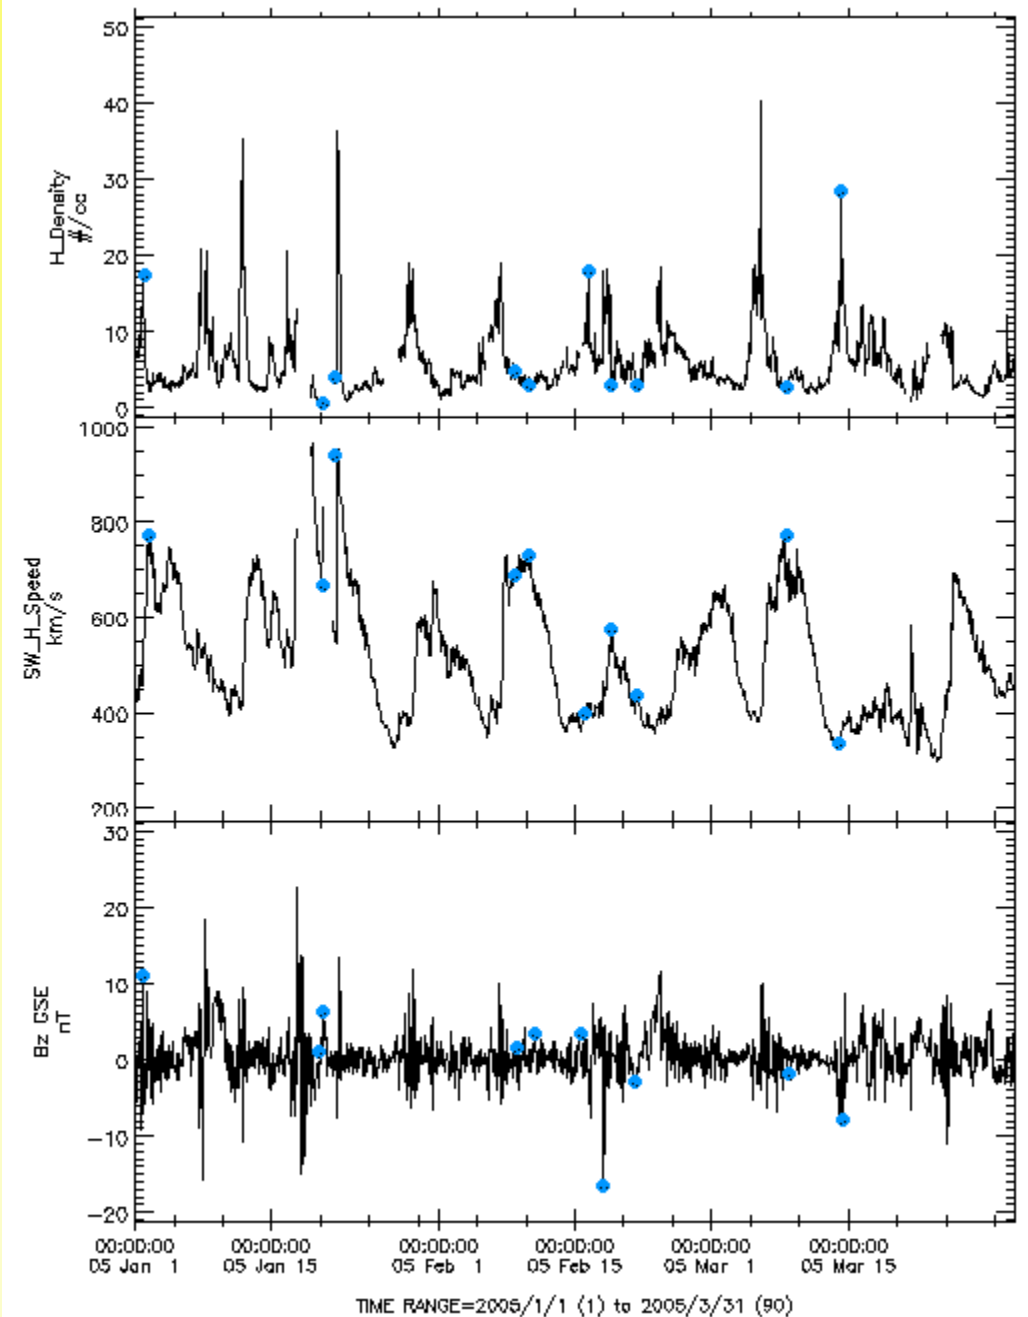 50
40
30
20
10
0
H_Density
#/cc
1000
800
600
400
200
SW_H_Speed
km/s
30
20
10
0
-10
-20
Bz_GSE
nT
00:00:00 00:00:00 00:00:00 00:00:00 00:00:00 00:00:00
05 Jan 1 05 Jan 15 05 Feb 1 05 Feb 15 05 Mar 1 05 Mar 15
TIME RANGE=2005/1/1 (1) to 2005/3/31 (90)